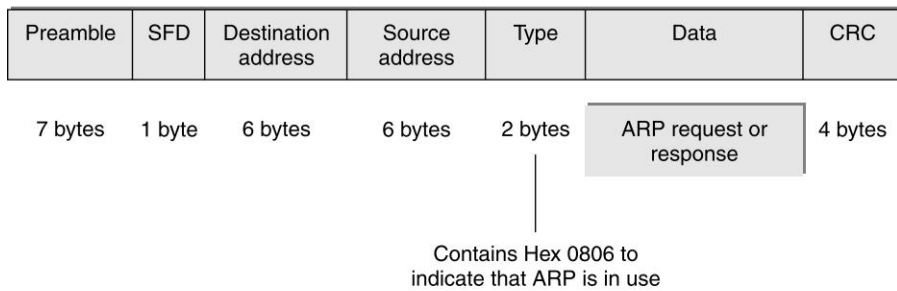 Preamble SFD Destination address Source address Type Data CRC
7 bytes 1 byte 6 bytes 6 bytes 2 bytes ARP request or response 4 bytes
Contains Hex 0806 to
indicate that ARP is in use